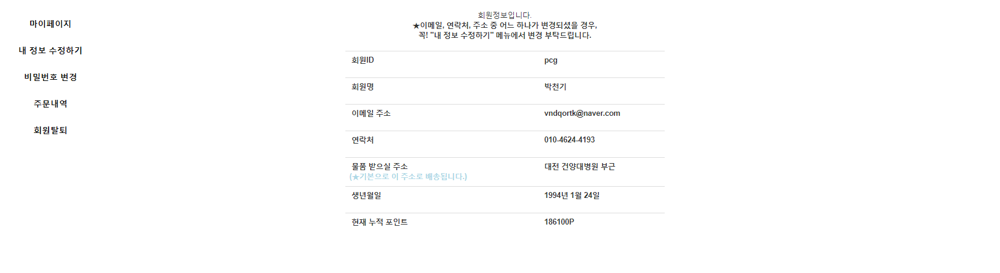 마이페이지
내 정보 수정하기
비밀번호 변경
주문내역
회원탈퇴
회원정보입니다.
★이메일, 연락처, 주소 중 어느 하나가 변경되셨을 경우,
꼭! "내 정보 수정하기" 메뉴에서 변경 부탁드립니다.
회원ID pcg
회원명 박천기
이메일 주소 vndqortk@naver.com
연락처 010-4624-4193
물품 받으실 주소 대전 건양대병원 부근
(★기본으로 이 주소로 배송됩니다.)
생년월일 1994년 1월 24일
현재 누적 포인트 186100P